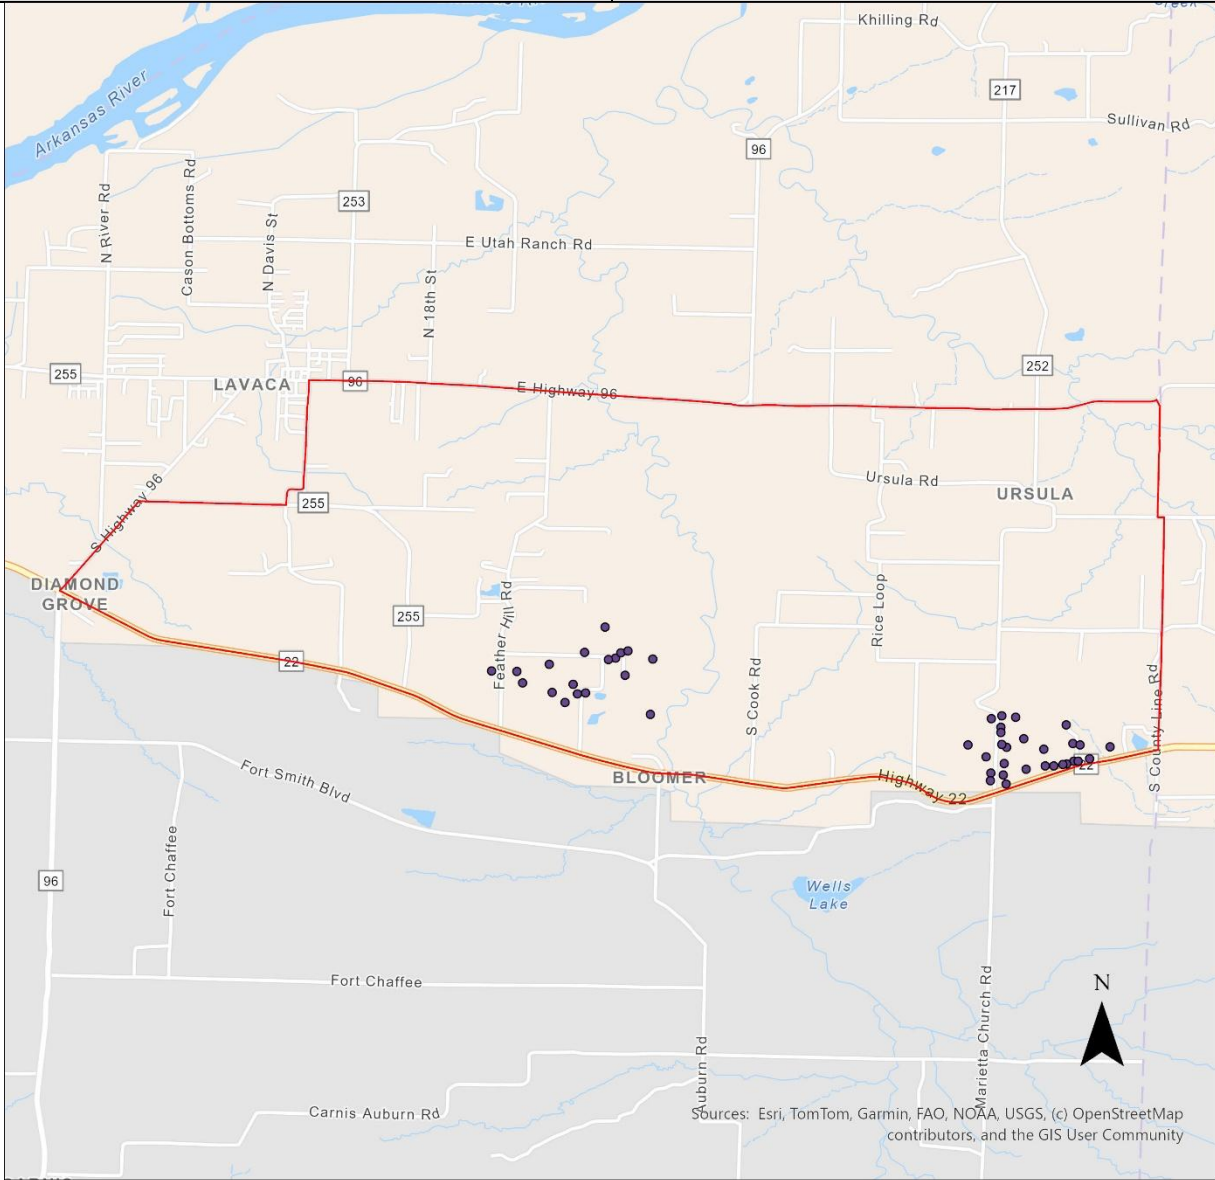 Creek
Khilling Rd
217
Sullivan Rd
Arkansas River
96
N River Rd
Cason Bottoms Rd
N Davis St
253
E Utah Ranch Rd
N 18th St
255
LAVACA
96
E Highway 96
252
S Highway 96
255
Ursula Rd
URSULA
DIAMOND
GROVE
255
Feather Hill Rd
Rice Loop
22
S Cook Rd
S County Line Rd
BLOOMER
Highway 22
22
Fort Smith Blvd
Fort Chaffee
96
Wells
Lake
Fort Chaffee
N
Marietta Church Rd
Auburn Rd
Carnis Auburn Rd
Sources: Esri, TomTom, Garmin, FAO, NOAA, USGS, (c) OpenStreetMap
contributors, and the GIS User Community